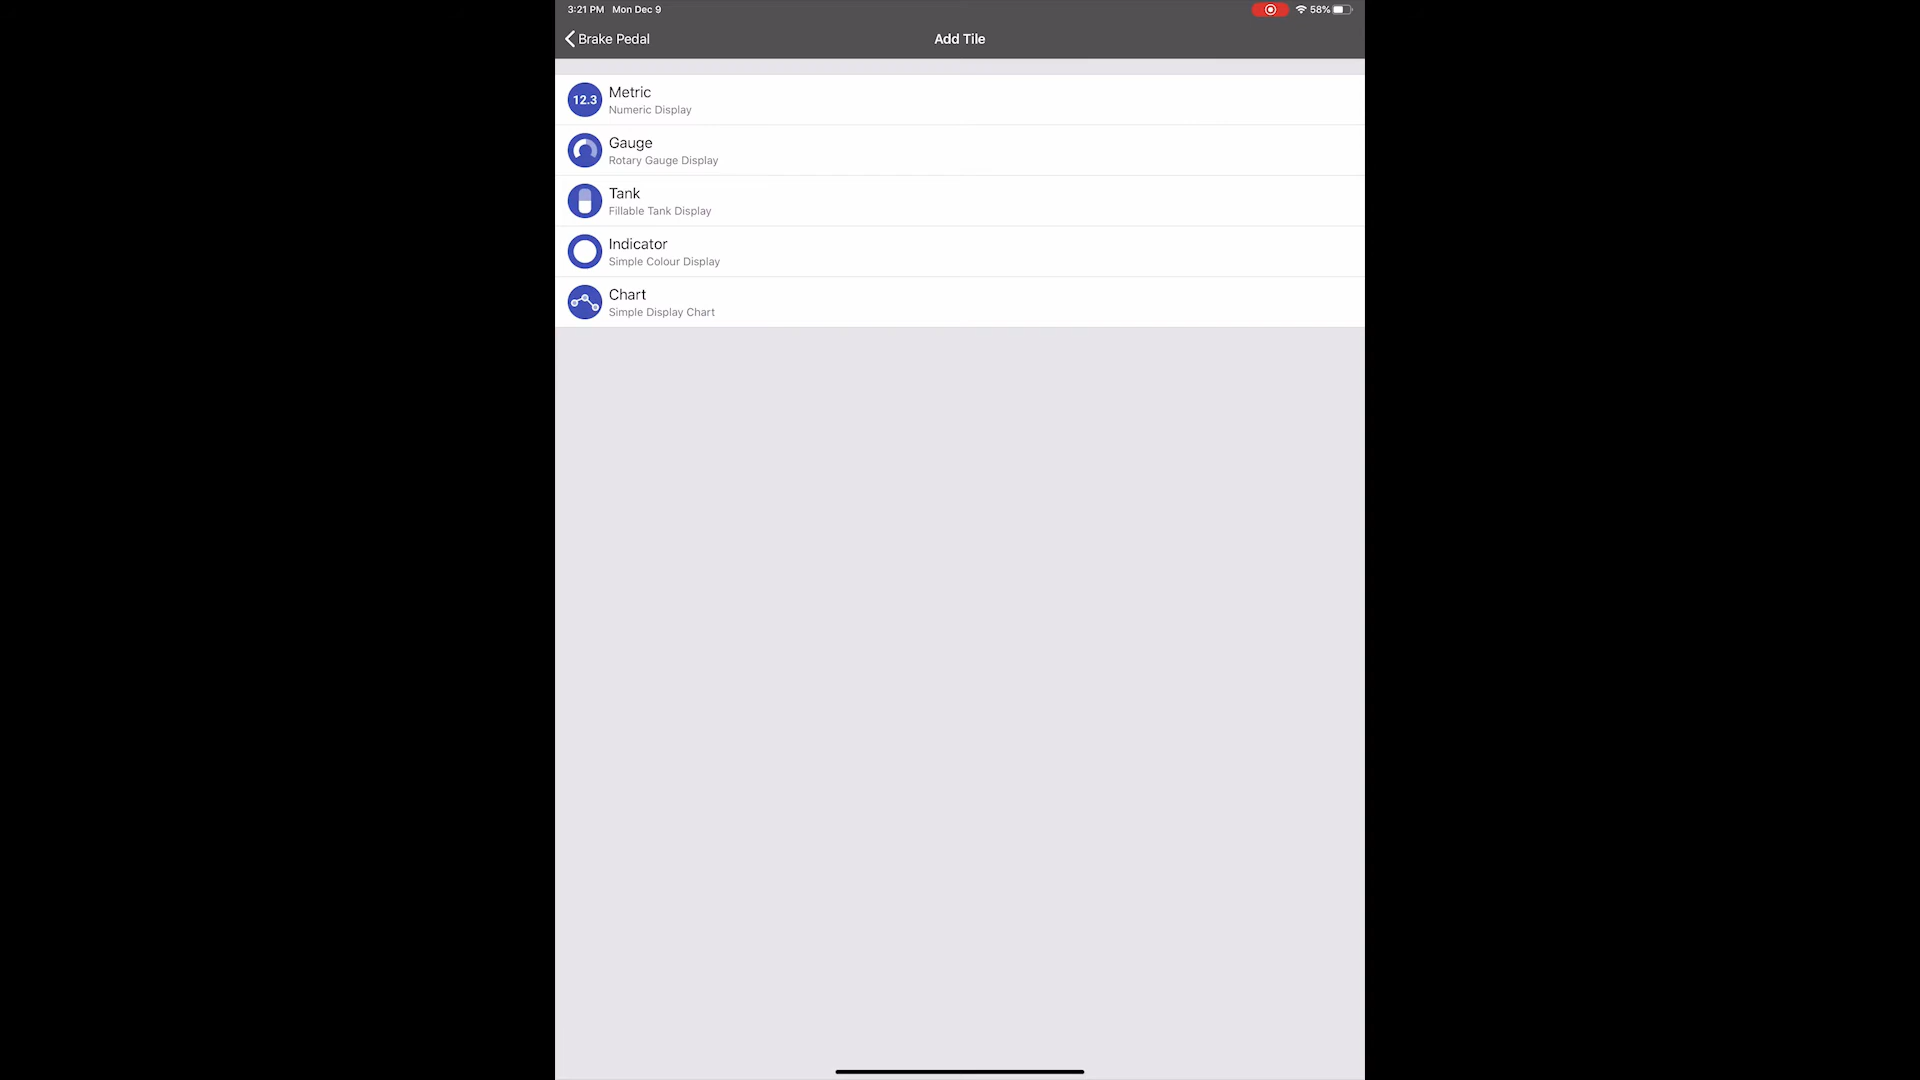 3:21 PM Mon Dec 9
58%
Brake Pedal
Add Tile
12.3
Metric
Numeric Display
Gauge
Rotary Gauge Display
Tank
Fillable Tank Display
Indicator
Simple Colour Display
Chart
Simple Display Chart